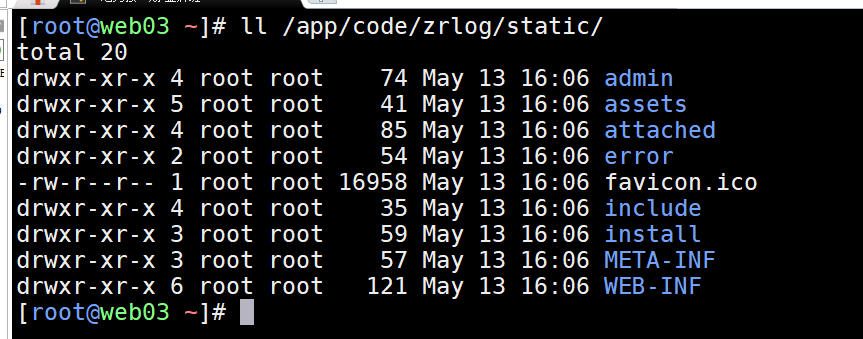 [root@web03 ~]# ll /app/code/zrlog/static/
total 20
drwxr-xr-x 4 root root    74 May 13 16:06 admin
drwxr-xr-x 5 root root    41 May 13 16:06 assets
drwxr-xr-x 4 root root    85 May 13 16:06 attached
drwxr-xr-x 2 root root    54 May 13 16:06 error
-rw-r--r-- 1 root root 16958 May 13 16:06 favicon.ico
drwxr-xr-x 4 root root    35 May 13 16:06 include
drwxr-xr-x 3 root root    59 May 13 16:06 install
drwxr-xr-x 3 root root    57 May 13 16:06 META-INF
drwxr-xr-x 6 root root   121 May 13 16:06 WEB-INF
[root@web03 ~]#